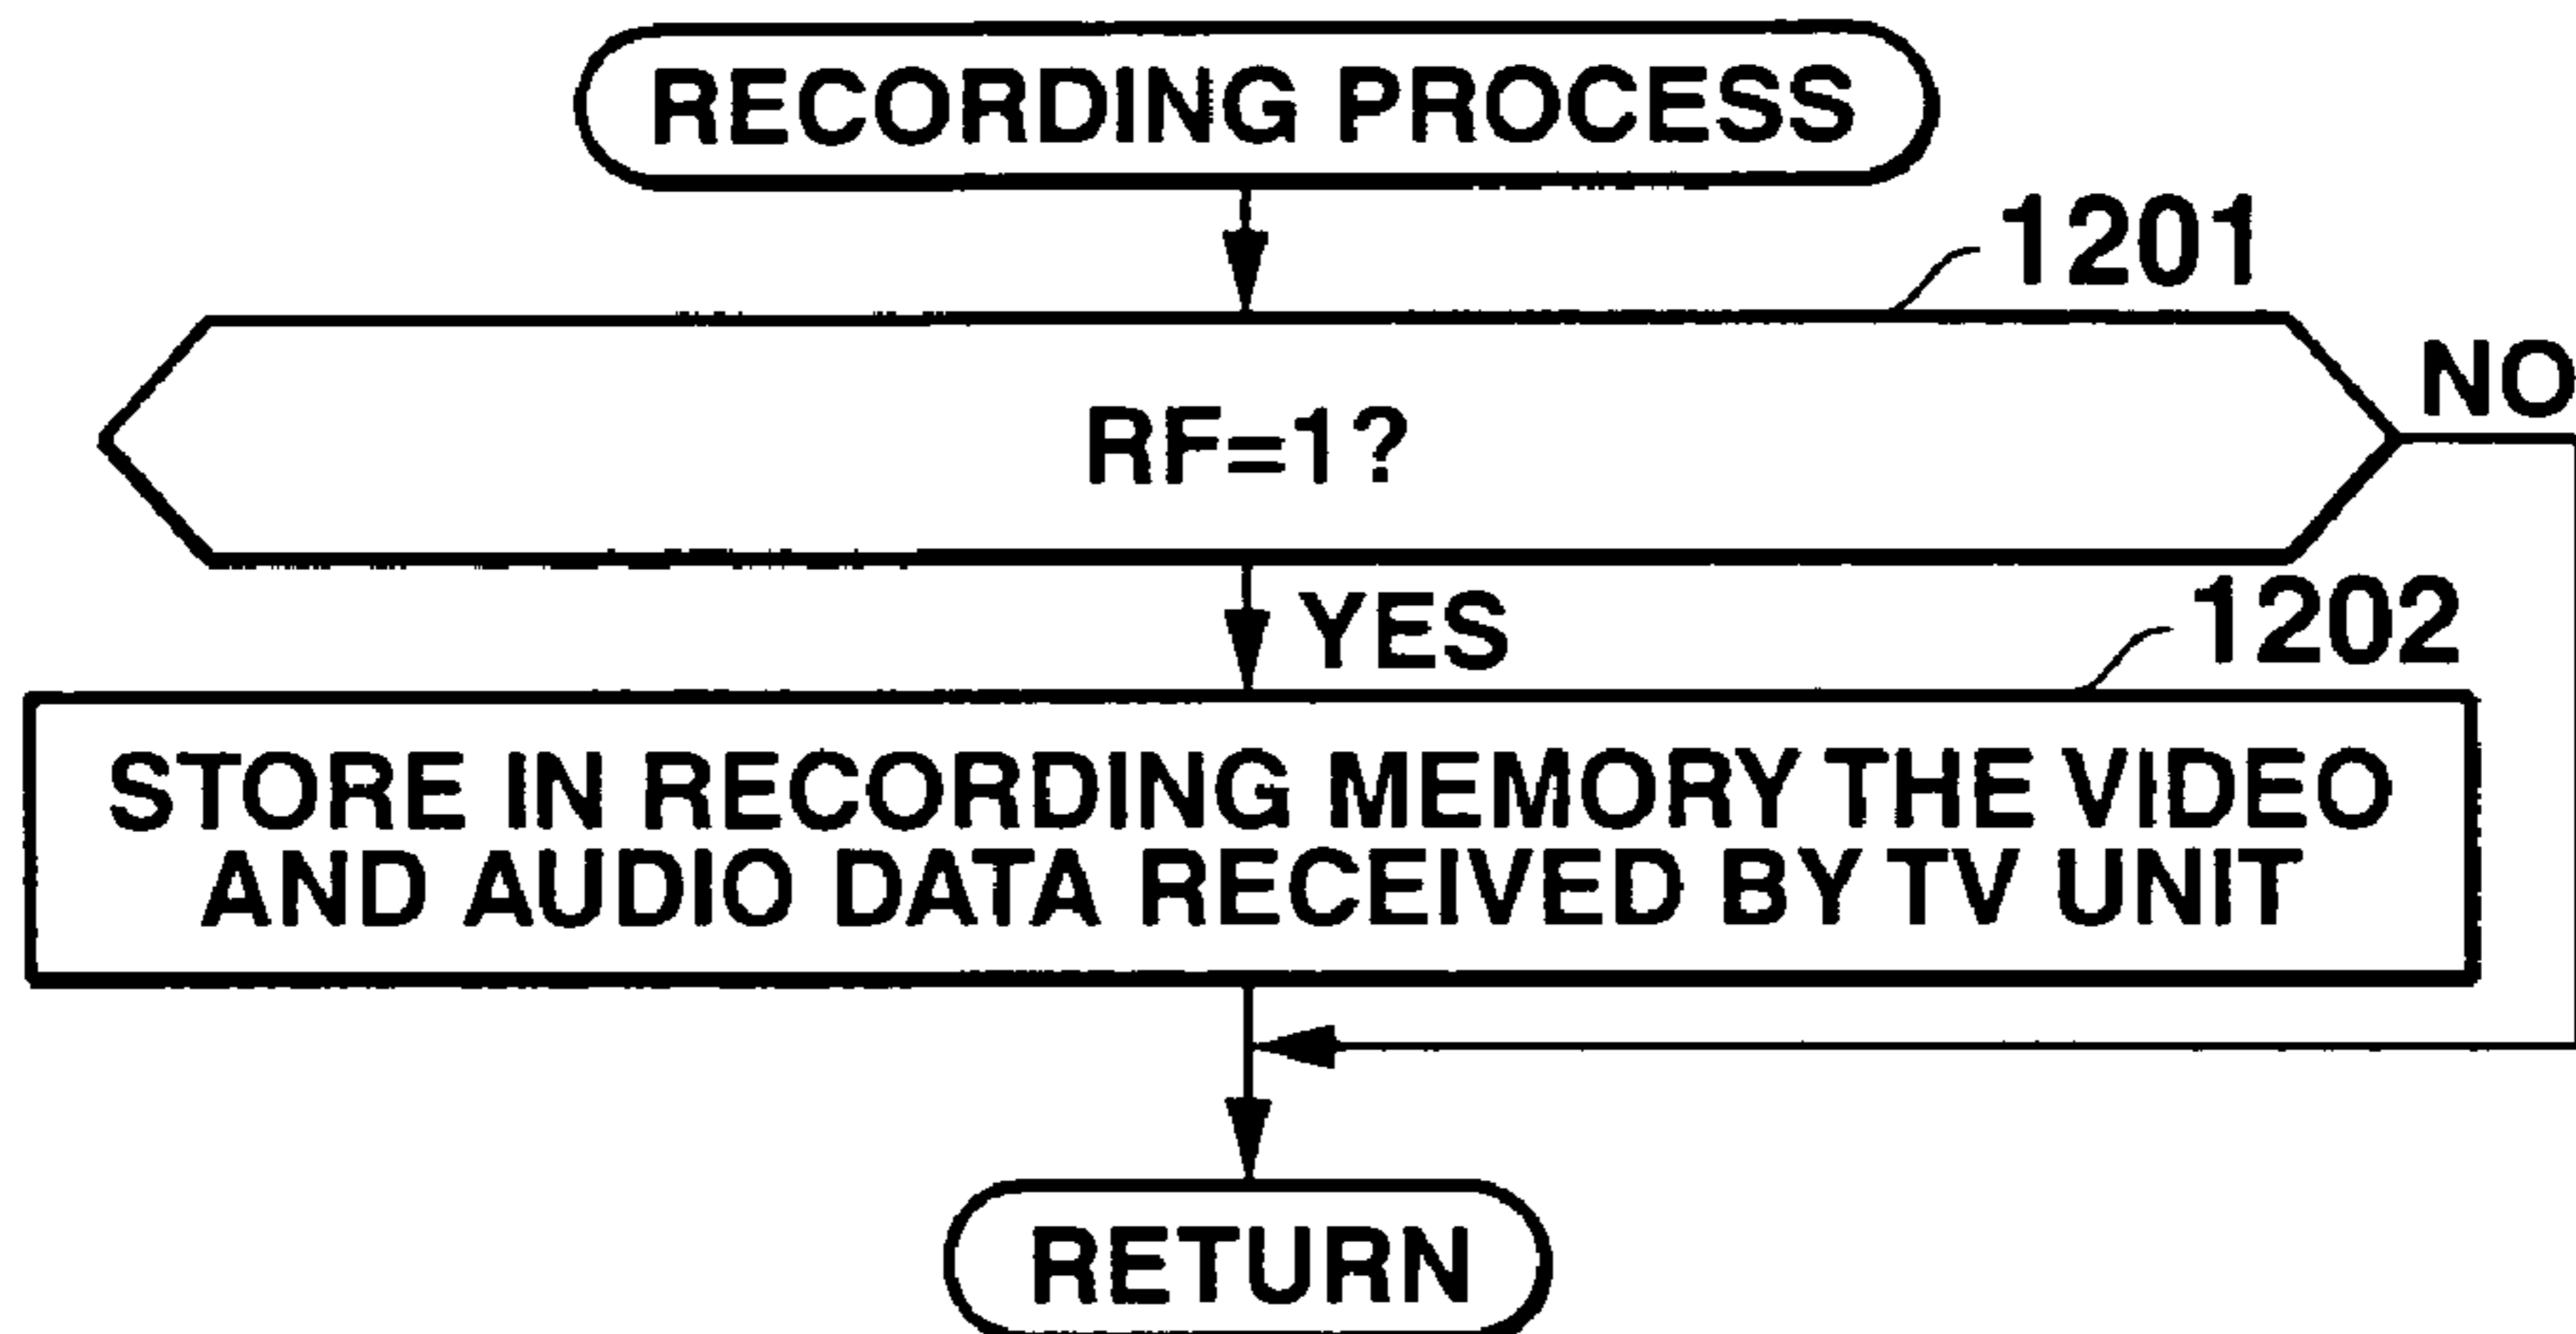 RECORDING PROCESS
1201
RF=1?
NO
YES
1202
STORE IN RECORDING MEMORY THE VIDEO
AND AUDIO DATA RECEIVED BY TV UNIT
RETURN